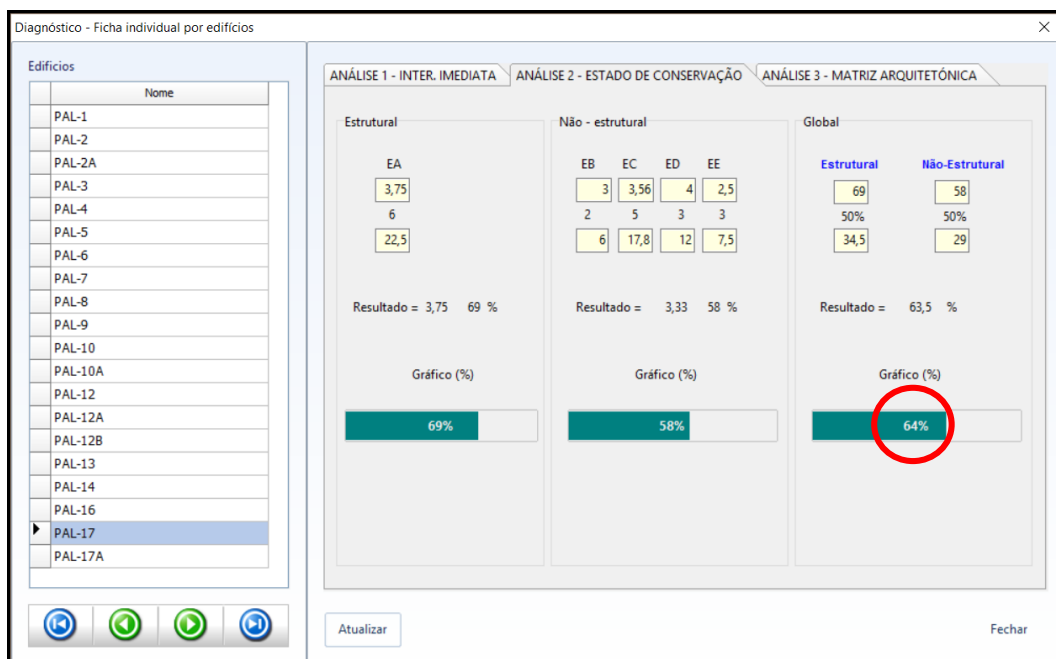 Diagnóstico - Ficha individual por edifícios
Edificios
Nome
PAL-1
PAL-2
PAL-2A
PAL-3
PAL-4
PAL-5
PAL-6
PAL-7
PAL-8
PAL-9
PAL-10
PAL-10A
PAL-12
PAL-12A
PAL-12B
PAL-13
PAL-14
PAL-16
PAL-17
PAL-17A
ANÁLISE 1 - INTER. IMEDIATA ANÁLISE 2 - ESTADO DE CONSERVAÇÃO ANÁLISE 3 - MATRIZ ARQUITETÓNICA
Estrutural
EA
3,75
6
22,5
Resultado = 3,75 69 %
Gráfico (%)
69%
Não - estrutural
EB EC ED EE
3 3,56 4 2,5
2 5 3 3
6 17,8 12 7,5
Resultado = 3,33 58 %
Gráfico (%)
58%
Global
Estrutural Não-Estrutural
69 58
50% 50%
34,5 29
Resultado = 63,5 %
Gráfico (%)
64%
Atualizar
Fechar